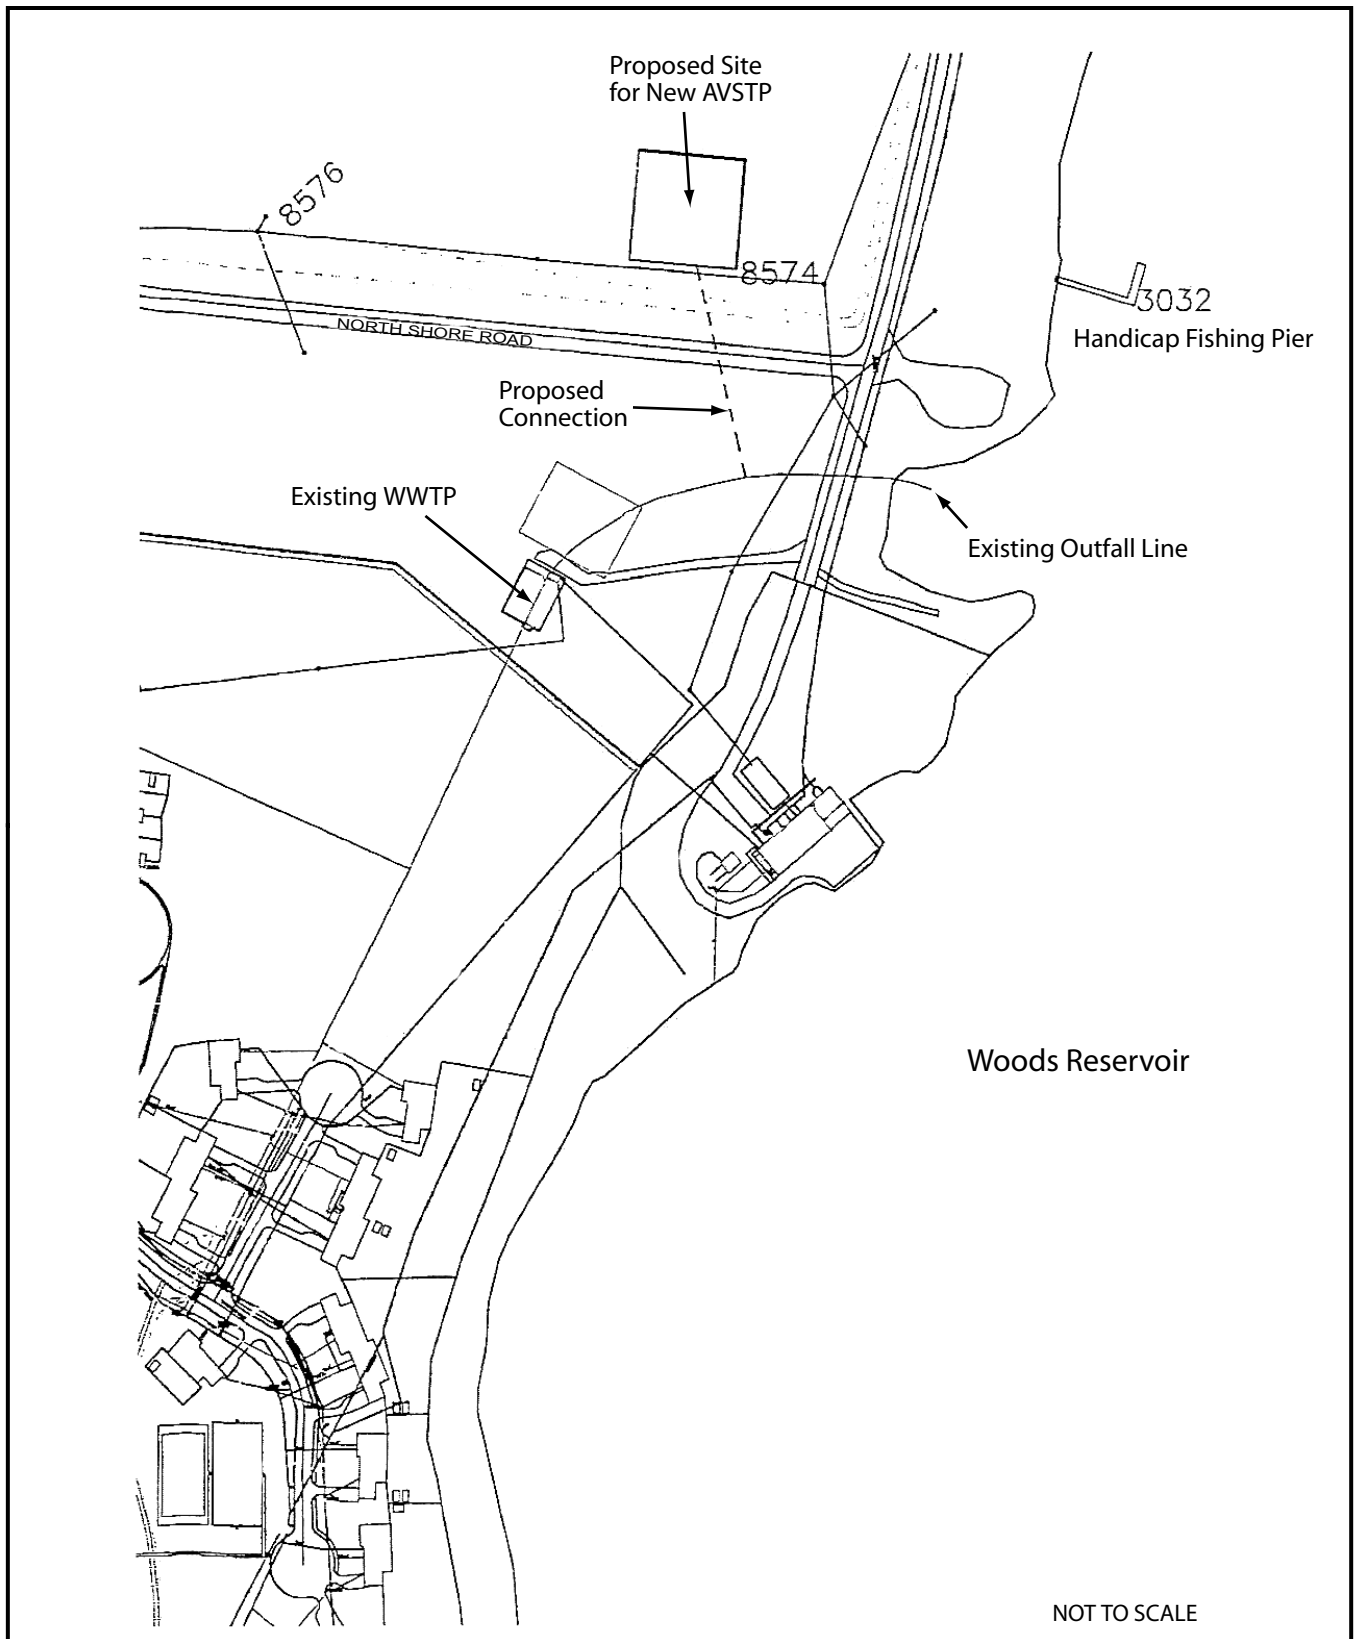 Proposed Site
for New AVSTP
8576
8574
3032
Handicap Fishing Pier
NORTH SHORE ROAD
Proposed
Connection
Existing WWTP
Existing Outfall Line
Woods Reservoir
NOT TO SCALE